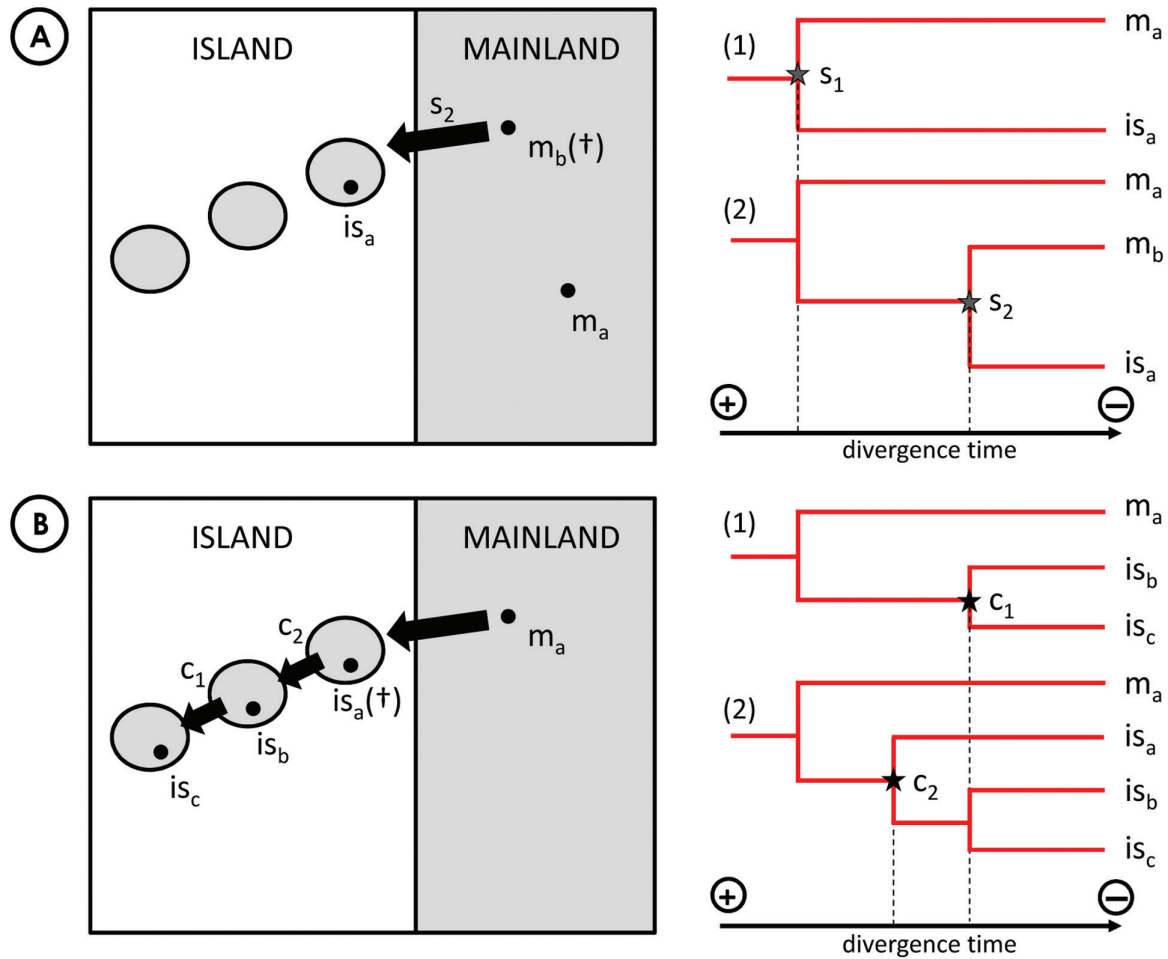 A
ISLAND
MAINLAND
s2
mb(†)
isa
ma
(1)
ma
s1
isa
(2)
ma
mb
s2
isa
+
−
divergence time
B
ISLAND
MAINLAND
c2
ma
c1
isa(†)
isb
isc
(1)
ma
isb
c1
isc
(2)
ma
isa
c2
isb
isc
+
−
divergence time